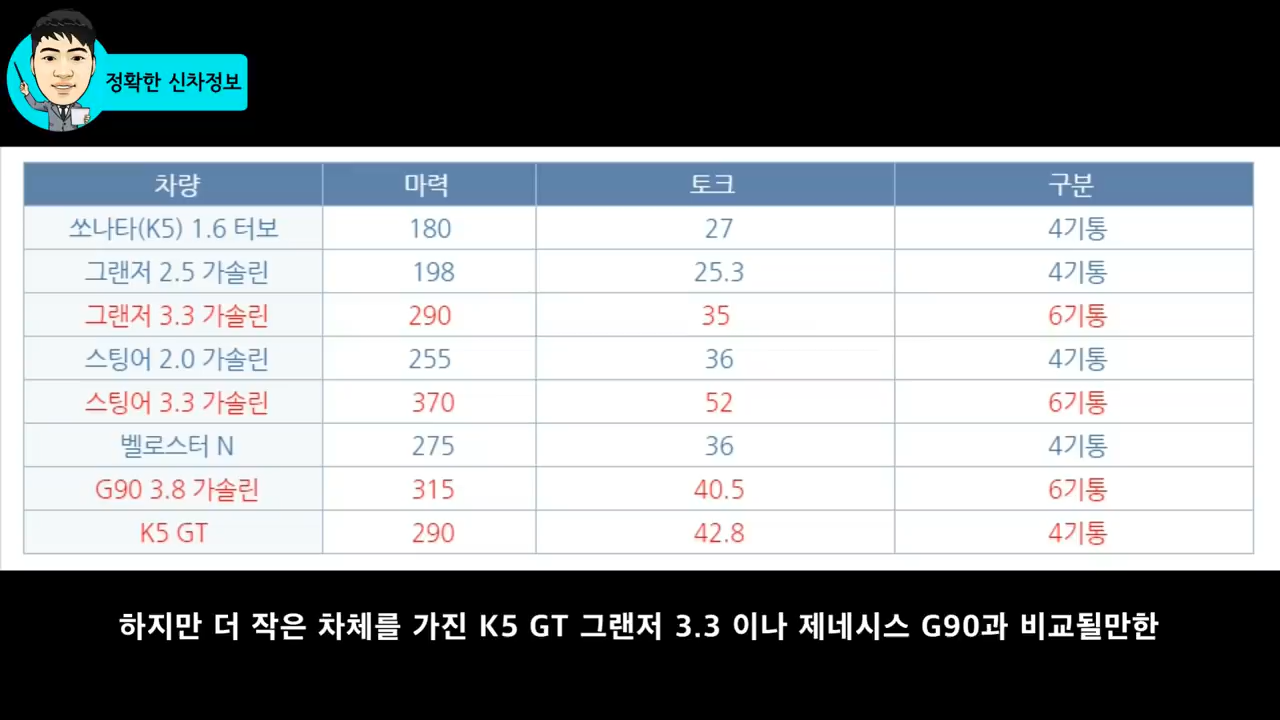 정확한 신차정보
차량 마력 토크 구분
쏘나타(K5) 1.6 터보 180 27 4기통
그랜저 2.5 가솔린 198 25.3 4기통
그랜저 3.3 가솔린 290 35 6기통
스팅어 2.0 가솔린 255 36 4기통
스팅어 3.3 가솔린 370 52 6기통
벨로스터 N 275 36 4기통
G90 3.8 가솔린 315 40.5 6기통
K5 GT 290 42.8 4기통
하지만 더 작은 차체를 가진 K5 GT 그랜저 3.3 이나 제네시스 G90과 비교될만한